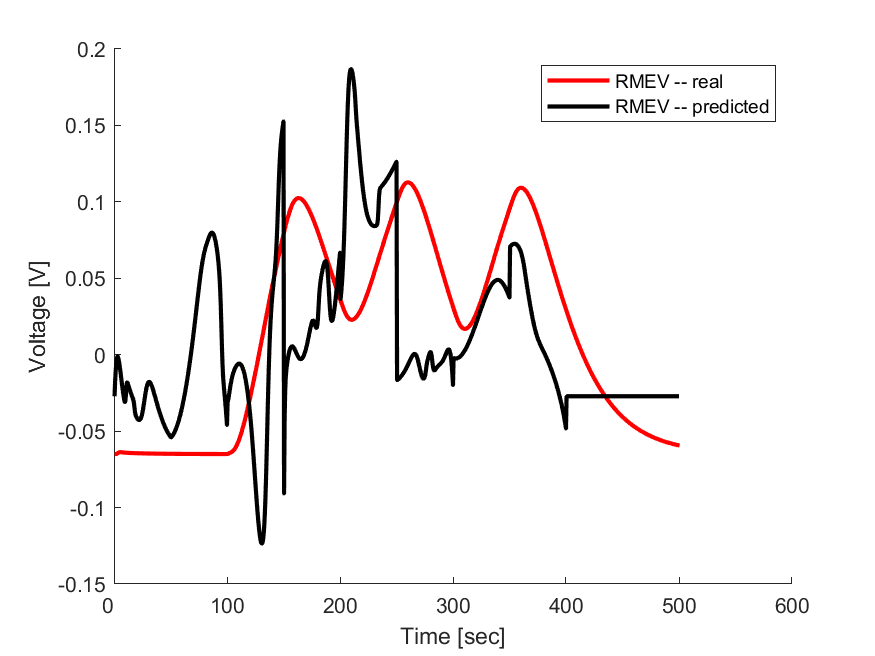 0.2
0.15
0.1
0.05
0
-0.05
-0.1
-0.15
Voltage [V]
RMEV -- real
RMEV -- predicted
0 100 200 300 400 500 600
Time [sec]